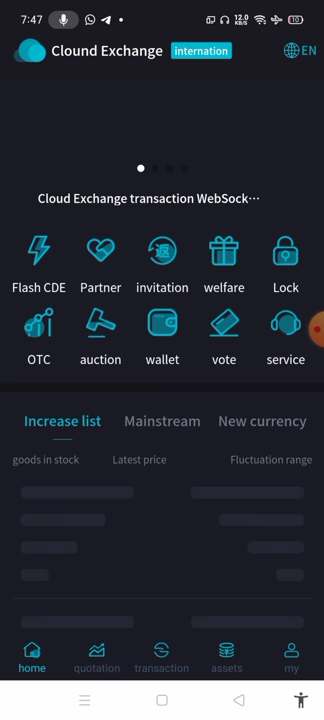 7:47
12.0 KB/S
10
Clound Exchange internation EN
Cloud Exchange transaction WebSock...
Flash CDE Partner invitation welfare Lock
OTC auction wallet vote service
Increase list Mainstream New currency
goods in stock Latest price Fluctuation range
home quotation transaction assets my